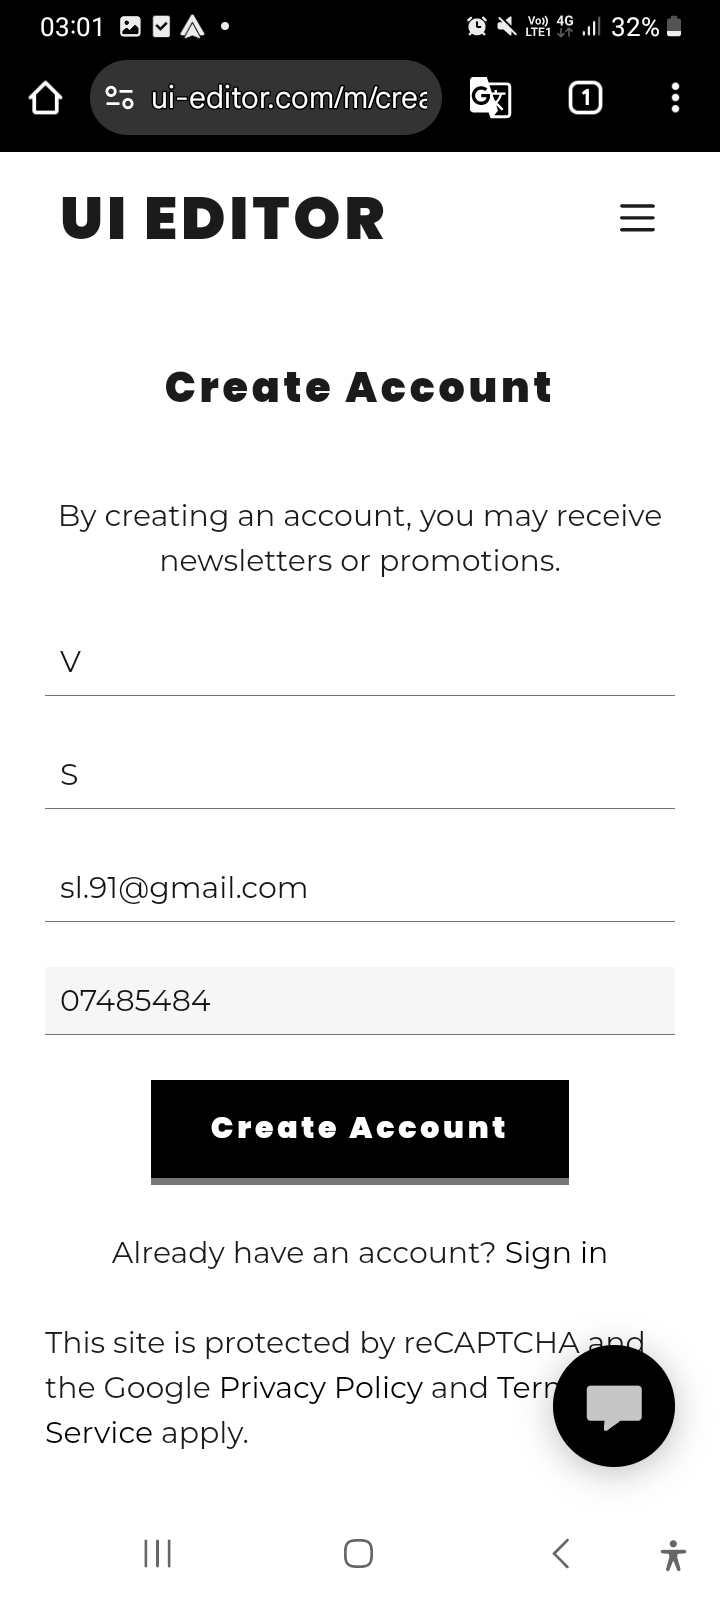 03:01
Vo)) LTE1 4G 32%
ui-editor.com/m/crea
1
UI EDITOR
Create Account
By creating an account, you may receive
newsletters or promotions.
V
S
sl.91@gmail.com
07485484
Create Account
Already have an account? Sign in
This site is protected by reCAPTCHA and
the Google Privacy Policy and Ter
Service apply.